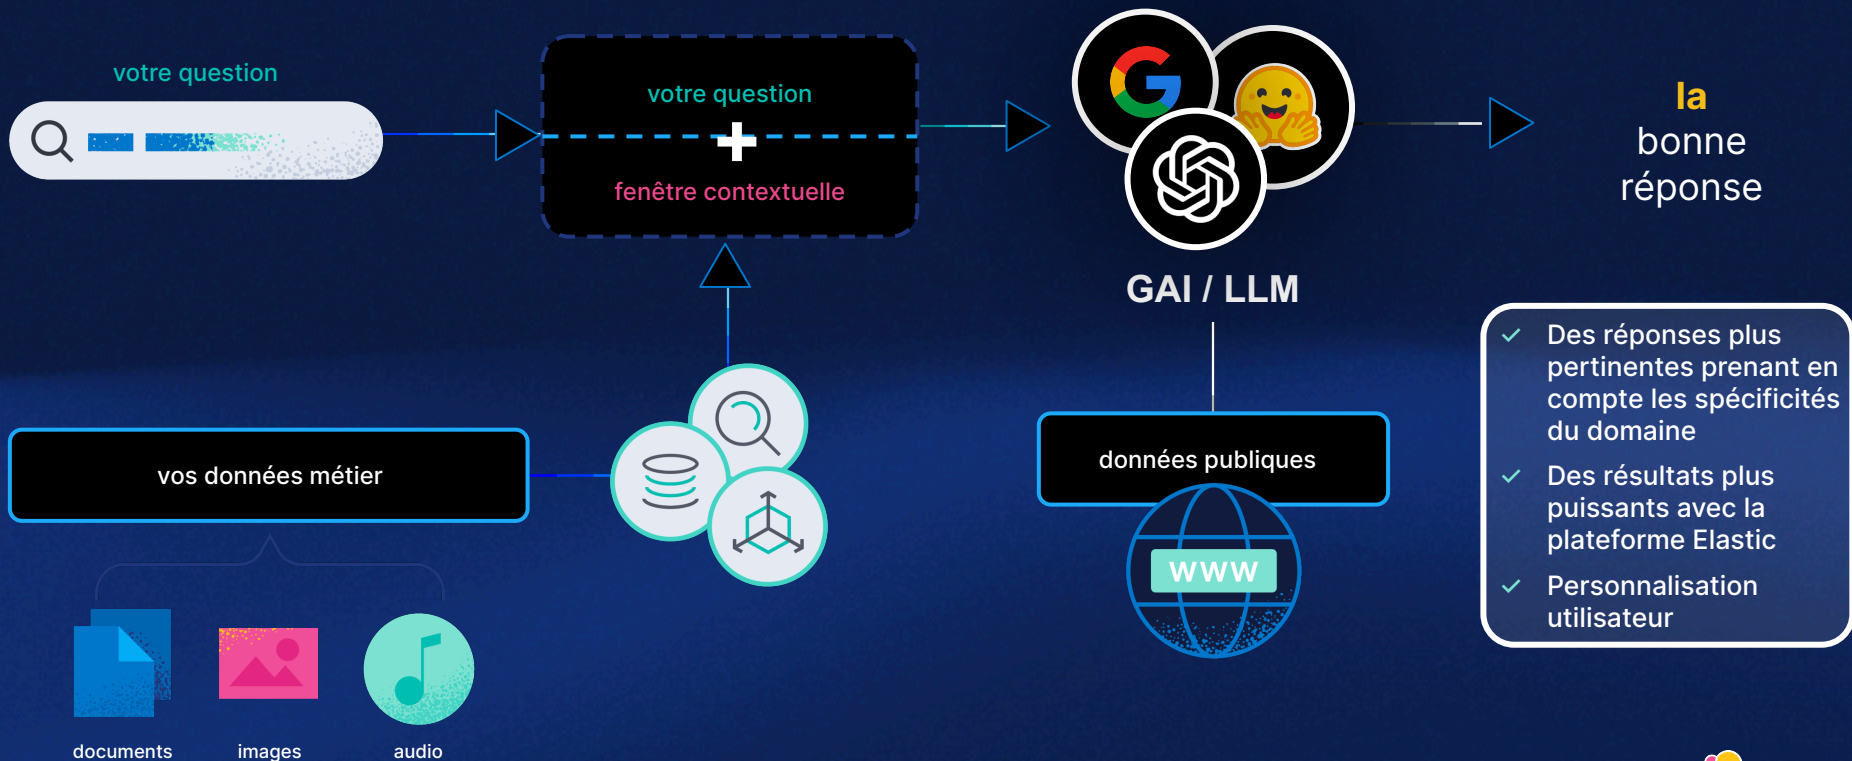 votre question
votre question
+
fenêtre contextuelle
la
bonne
réponse
GAI / LLM
Des réponses plus
pertinentes prenant en
compte les spécificités
du domaine
Des résultats plus
puissants avec la
plateforme Elastic
Personnalisation
utilisateur
vos données métier
données publiques
WWW
documents
images
audio